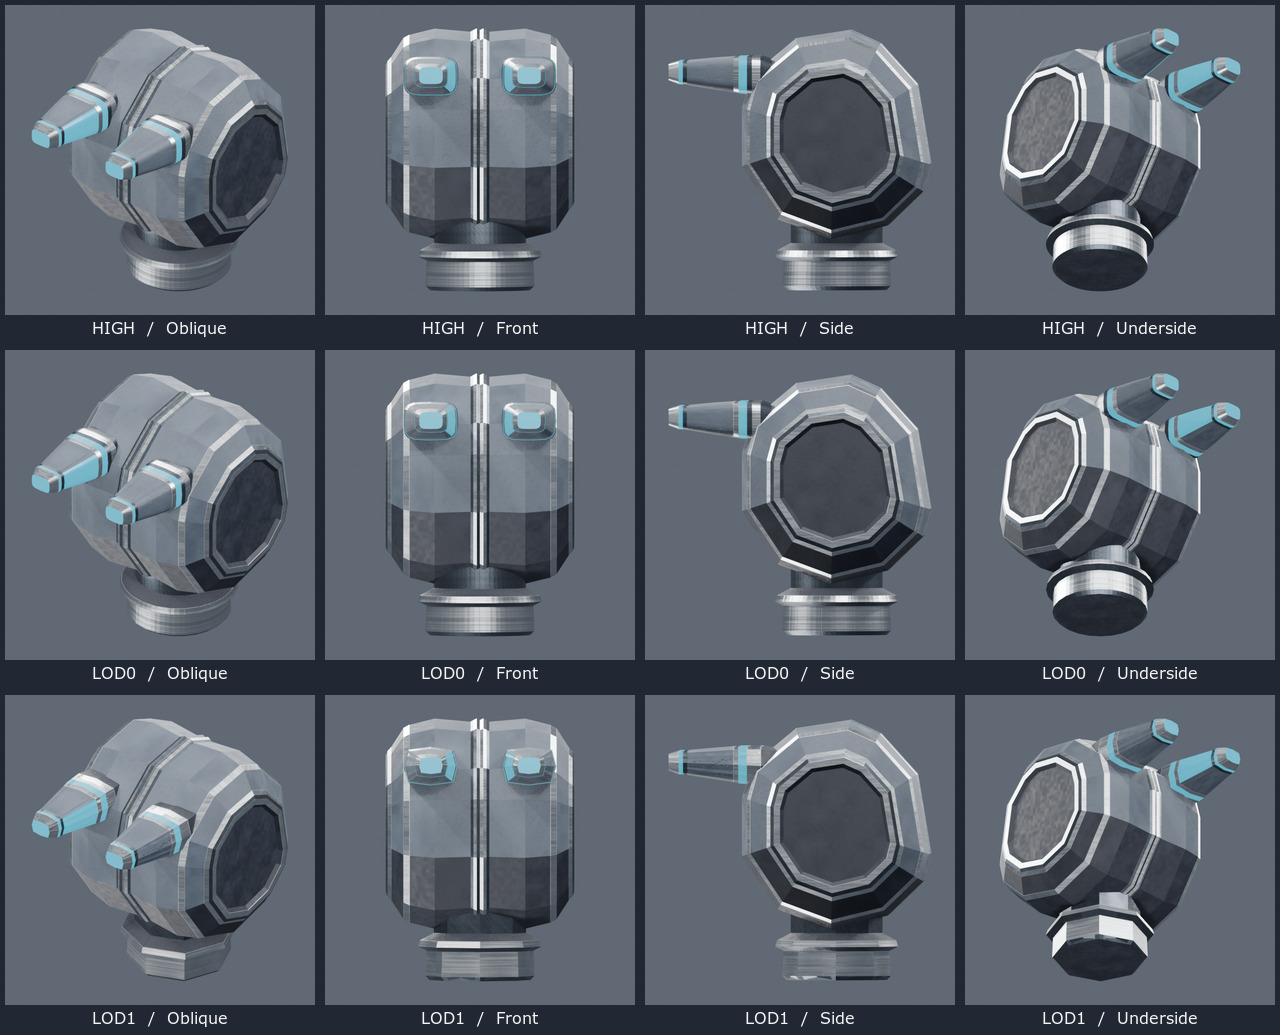 HIGH / Oblique
HIGH / Front
HIGH / Side
HIGH / Underside
LOD0 / Oblique
LOD0 / Front
LOD0 / Side
LOD0 / Underside
LOD1 / Oblique
LOD1 / Front
LOD1 / Side
LOD1 / Underside